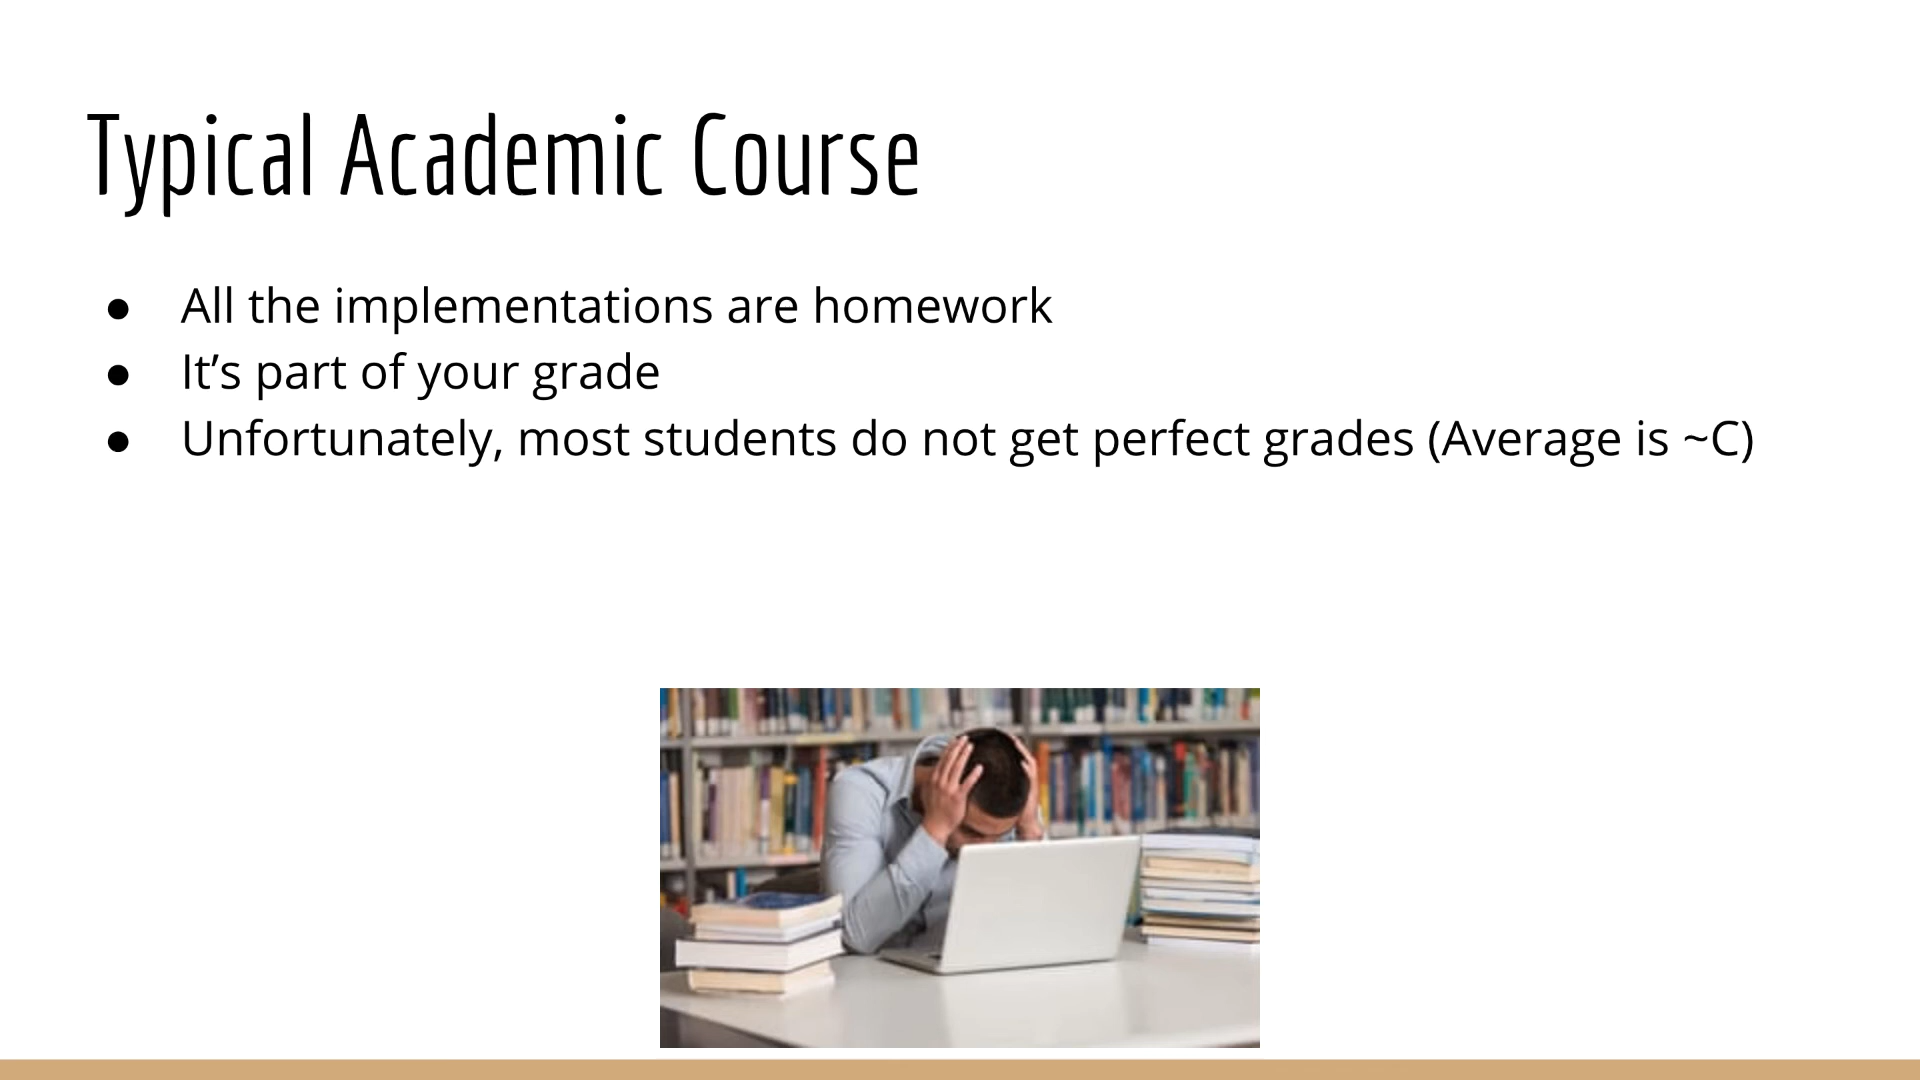 Typical Academic Course
● All the implementations are homework
● It’s part of your grade
● Unfortunately, most students do not get perfect grades (Average is ~C)